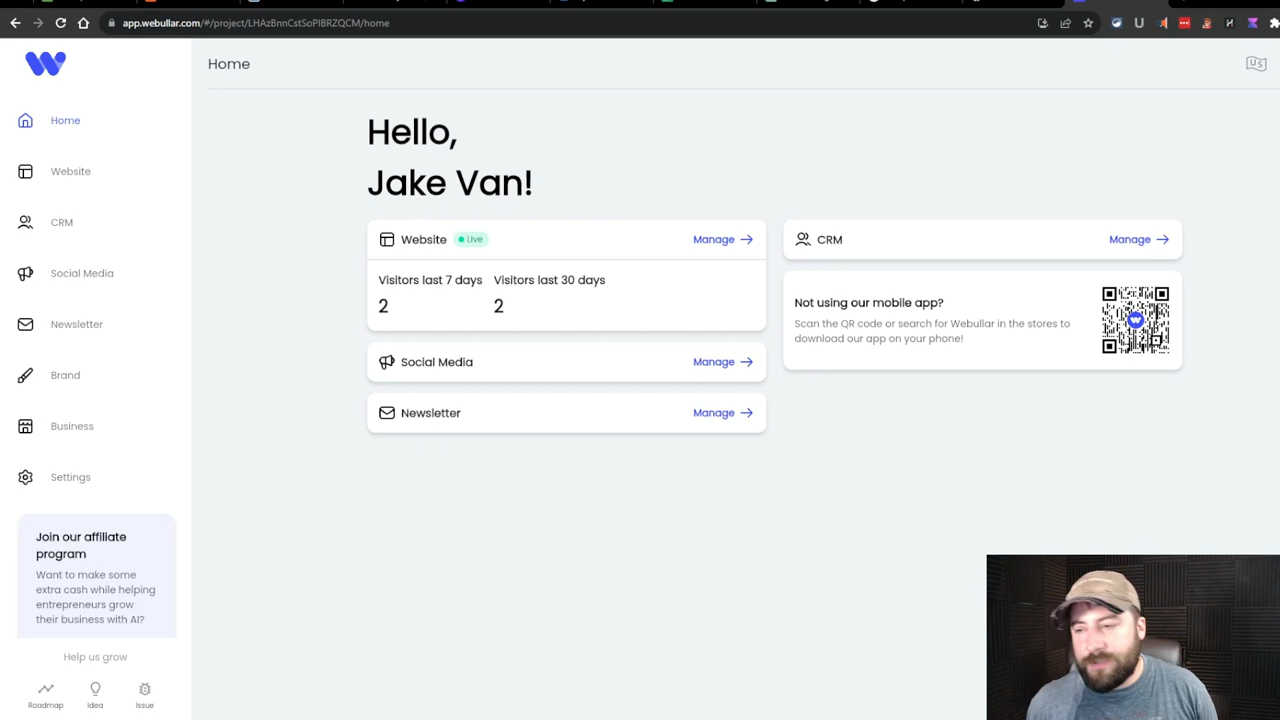 app.webullar.com/#/project/LHAzBnnCstSoPIBRZQCM/home
Home
US
Home
Website
CRM
Social Media
Newsletter
Brand
Business
Settings
Join our affiliate
program
Want to make some
extra cash while helping
entrepreneurs grow
their business with AI?
Help us grow
Roadmap
Idea
Issue
Hello,
Jake Van!
Website
Live
Manage
Visitors last 7 days
Visitors last 30 days
2
2
Social Media
Manage
Newsletter
Manage
CRM
Manage
Not using our mobile app?
Scan the QR code or search for Webullar in the stores to
download our app on your phone!